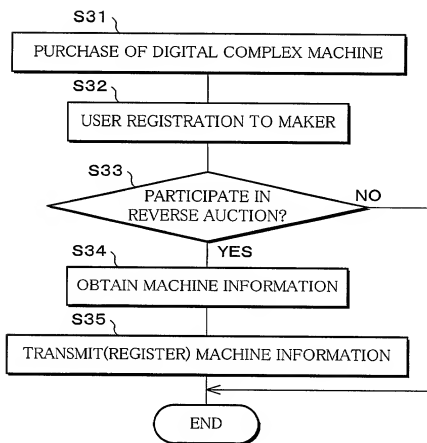 S31
PURCHASE OF DIGITAL COMPLEX MACHINE
S32
USER REGISTRATION TO MAKER
S33
PARTICIPATE IN
REVERSE AUCTION?
NO
YES
S34
OBTAIN MACHINE INFORMATION
S35
TRANSMIT(REGISTER) MACHINE INFORMATION
END